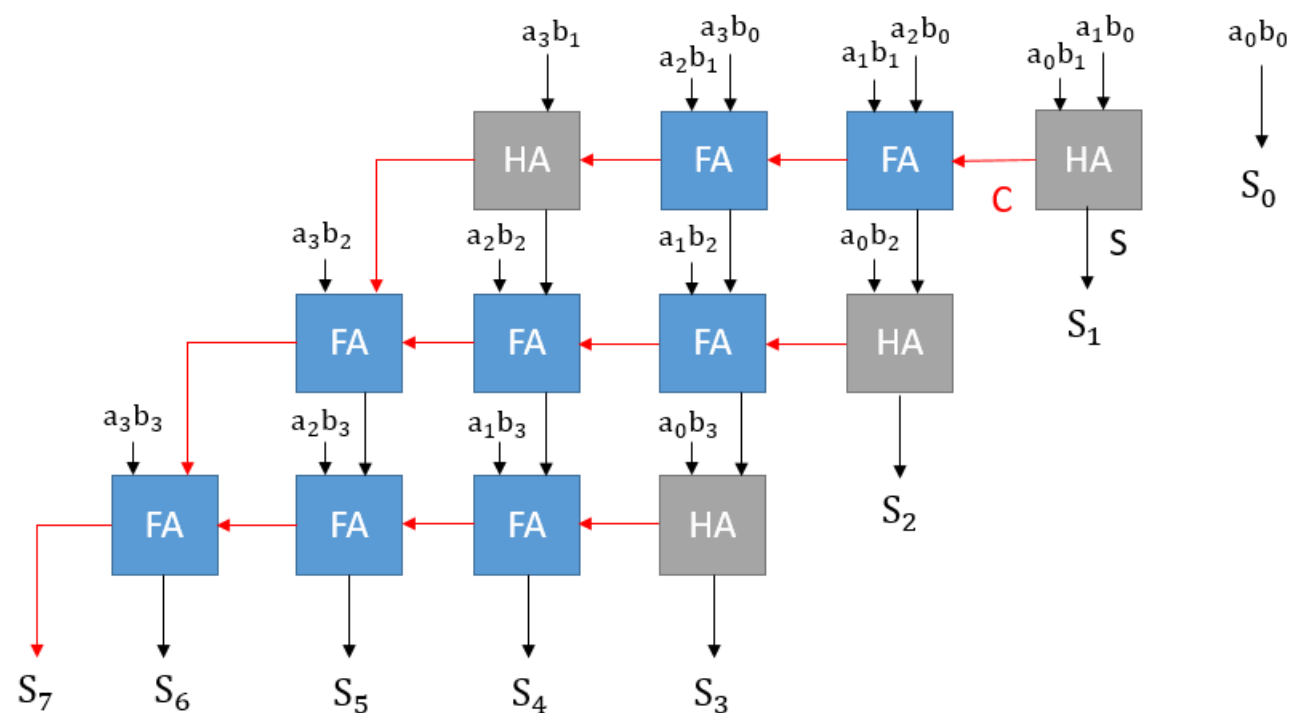 a₃b₁ a₂b₁ a₃b₀ a₁b₁ a₂b₀ a₀b₁ a₁b₀ a₀b₀
HA FA FA HA
C S₀
S
a₃b₂ a₂b₂ a₁b₂ a₀b₂
S₁
FA FA FA HA
a₃b₃ a₂b₃ a₁b₃ a₀b₃
S₂
FA FA FA HA
S₇ S₆ S₅ S₄ S₃